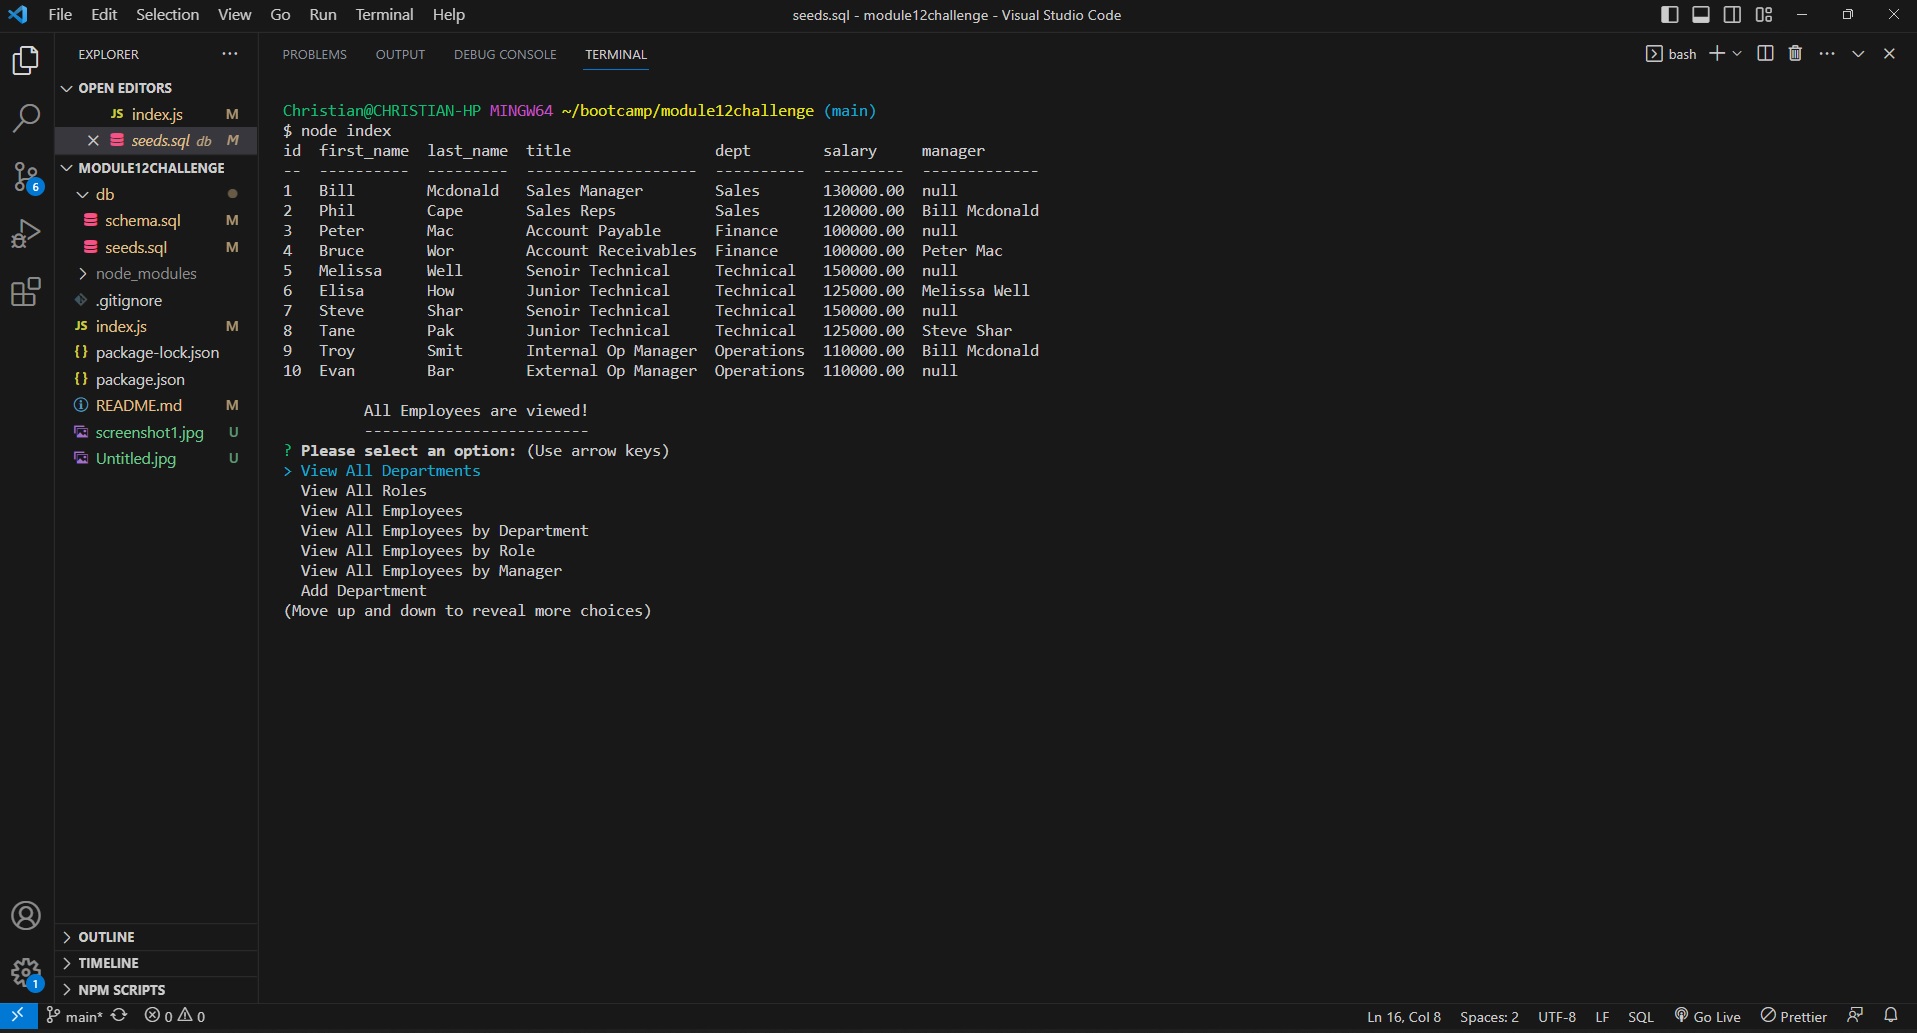 File Edit Selection View Go Run Terminal Help
seeds.sql - module12challenge - Visual Studio Code
EXPLORER
OPEN EDITORS
JS index.js M
seeds.sql db M
MODULE12CHALLENGE
db
schema.sql M
seeds.sql M
node_modules
.gitignore
JS index.js M
{} package-lock.json
{} package.json
README.md M
screenshot1.jpg U
Untitled.jpg U
OUTLINE
TIMELINE
NPM SCRIPTS
6
1
PROBLEMS OUTPUT DEBUG CONSOLE TERMINAL
bash
Christian@CHRISTIAN-HP MINGW64 ~/bootcamp/module12challenge (main)
$ node index
id  first_name  last_name  title                dept        salary     manager
--  ----------  ---------  -------------------  ----------  ---------  -------------
1   Bill        Mcdonald   Sales Manager        Sales       130000.00  null
2   Phil        Cape       Sales Reps           Sales       120000.00  Bill Mcdonald
3   Peter       Mac        Account Payable      Finance     100000.00  null
4   Bruce       Wor        Account Receivables  Finance     100000.00  Peter Mac
5   Melissa     Well       Senoir Technical     Technical   150000.00  null
6   Elisa       How        Junior Technical     Technical   125000.00  Melissa Well
7   Steve       Shar       Senoir Technical     Technical   150000.00  null
8   Tane        Pak        Junior Technical     Technical   125000.00  Steve Shar
9   Troy        Smit       Internal Op Manager  Operations  110000.00  Bill Mcdonald
10  Evan        Bar        External Op Manager  Operations  110000.00  null
All Employees are viewed!
-------------------------
? Please select an option: (Use arrow keys)
> View All Departments
View All Roles
View All Employees
View All Employees by Department
View All Employees by Role
View All Employees by Manager
Add Department
(Move up and down to reveal more choices)
main* 0 0
Ln 16, Col 8 Spaces: 2 UTF-8 LF SQL Go Live Prettier